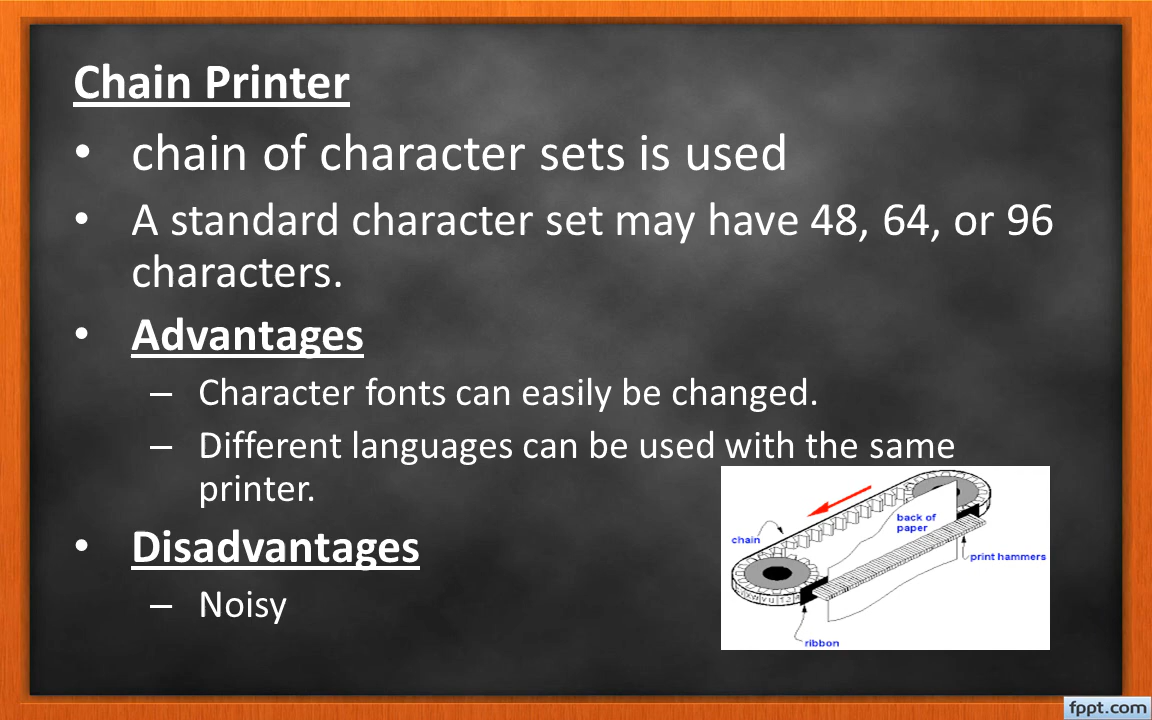 Chain Printer
• chain of character sets is used
• A standard character set may have 48, 64, or 96
characters.
• Advantages
– Character fonts can easily be changed.
– Different languages can be used with the same
printer.
• Disadvantages
– Noisy
chain
back of
paper
print hammers
ribbon
fppt.com